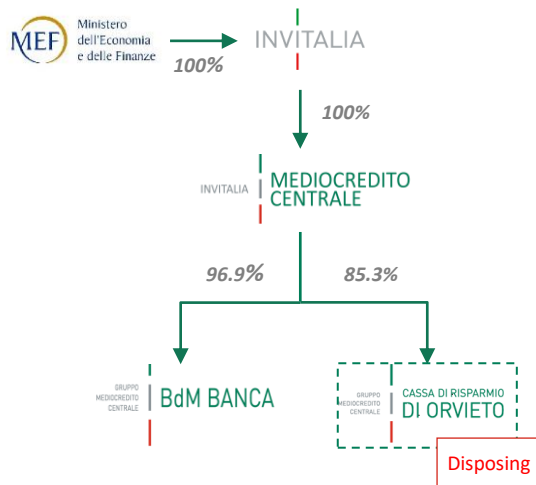 MEF
Ministero
dell'Economia
e delle Finanze
100%
INVITALIA
100%
INVITALIA
MEDIOCREDITO
CENTRALE
96.9%
85.3%
GRUPPO
MEDIOCREDITO
CENTRALE
BdM BANCA
GRUPPO
MEDIOCREDITO
CENTRALE
CASSA DI RISPARMIO
DI ORVIETO
Disposing